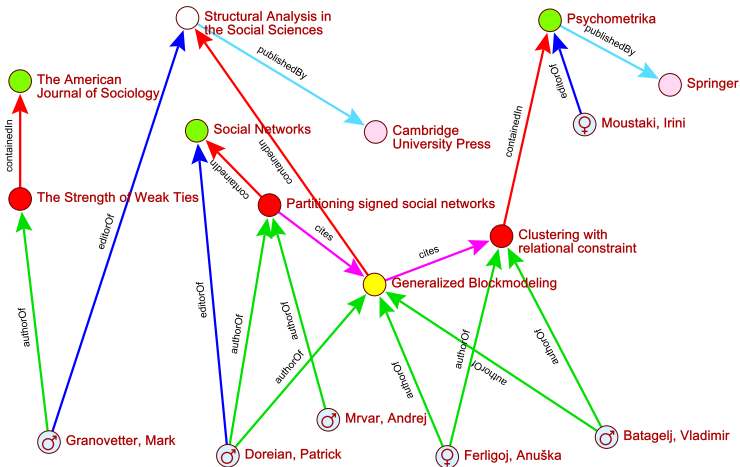 Structural Analysis in
the Social Sciences
Psychometrika
publishedBy
publishedBy
The American
Journal of Sociology
editorOf
Springer
Social Networks
Cambridge
University Press
Moustaki, Irini
containedIn
containedIn
containedIn
containedIn
The Strength of Weak Ties
Partitioning signed social networks
editorOf
cites
Clustering with
relational constraint
cites
Generalized Blockmodeling
editorOf
authorOf
authorOf
authorOf
authorOf
authorOf
authorOf
authorOf
authorOf
Mrvar, Andrej
Granovetter, Mark
Doreian, Patrick
Ferligoj, Anuška
Batagelj, Vladimir